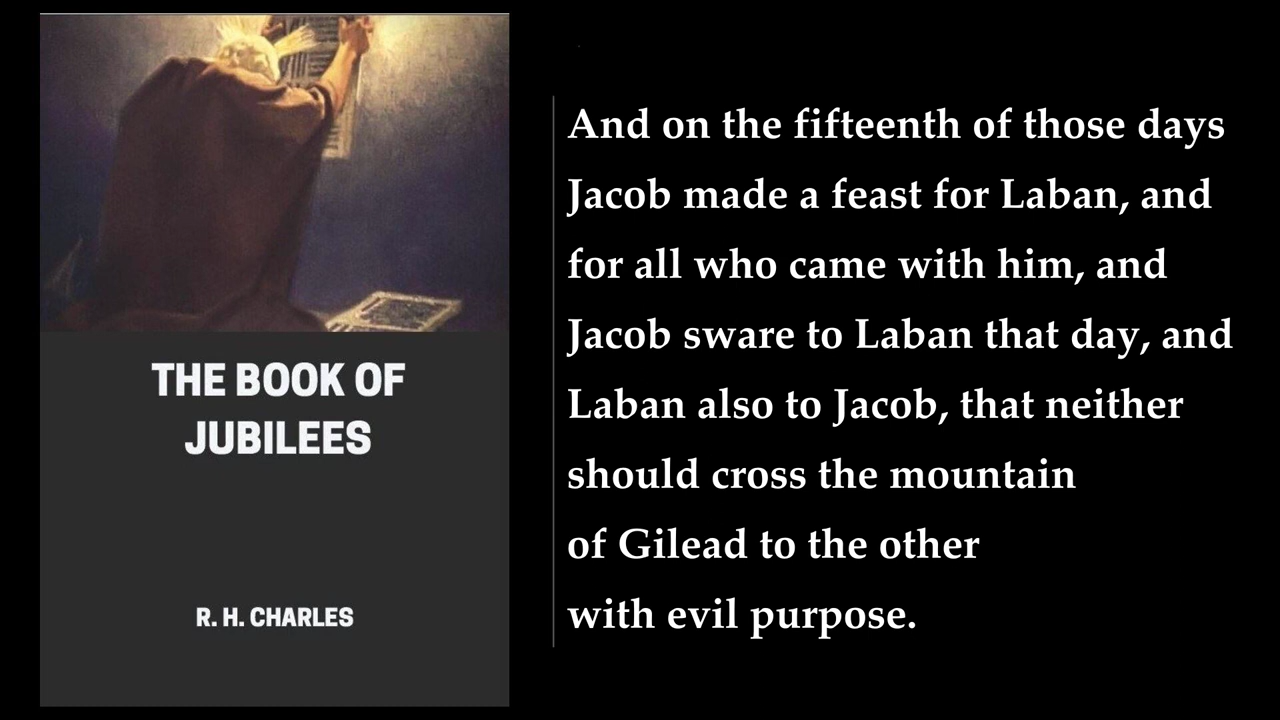 THE BOOK OF
JUBILEES
R. H. CHARLES
And on the fifteenth of those days
Jacob made a feast for Laban, and
for all who came with him, and
Jacob sware to Laban that day, and
Laban also to Jacob, that neither
should cross the mountain
of Gilead to the other
with evil purpose.